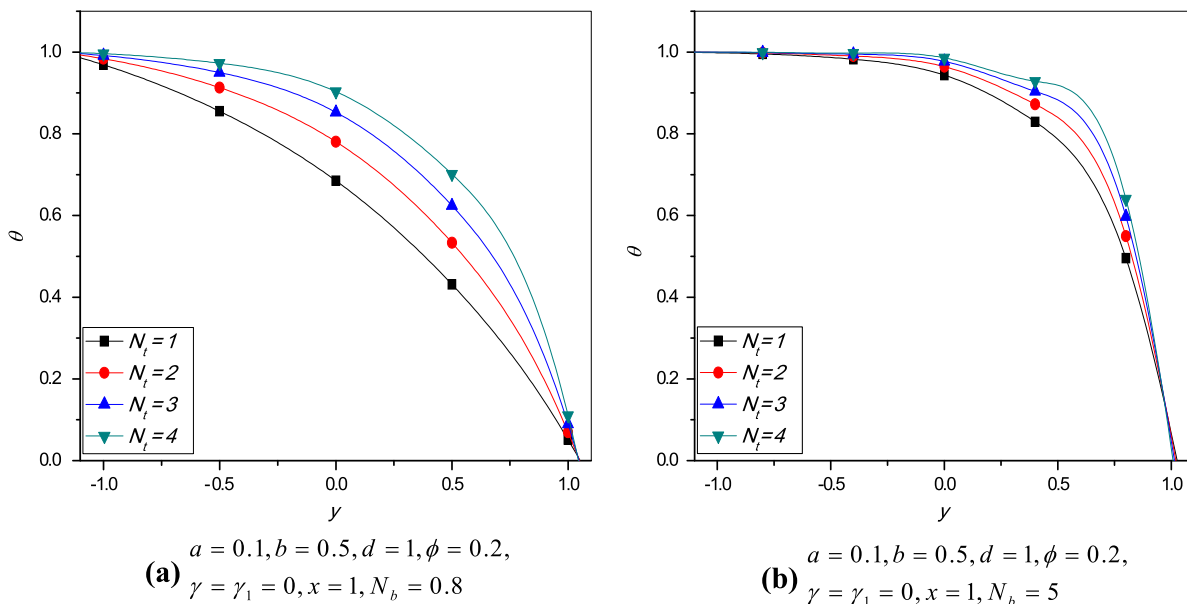 1.0
0.8
0.6
0.4
0.2
0.0
θ
-1.0 -0.5 0.0 0.5 1.0
y
N_t=1
N_t=2
N_t=3
N_t=4
(a) a = 0.1, b = 0.5, d = 1, ϕ = 0.2,
γ = γ₁ = 0, x = 1, N_b = 0.8
1.0
0.8
0.6
0.4
0.2
0.0
θ
-1.0 -0.5 0.0 0.5 1.0
y
N_t=1
N_t=2
N_t=3
N_t=4
(b) a = 0.1, b = 0.5, d = 1, ϕ = 0.2,
γ = γ₁ = 0, x = 1, N_b = 5